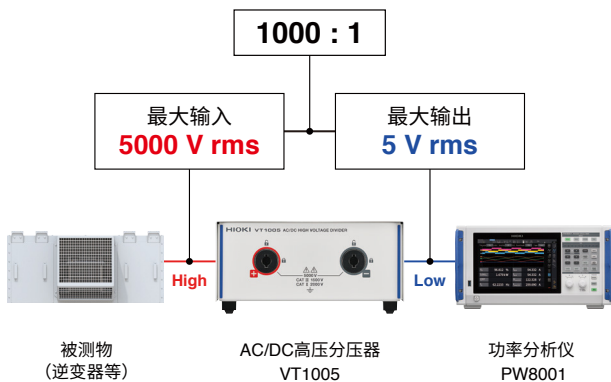 1000 : 1
最大输入
5000 V rms
最大输出
5 V rms
HIOKI VT1005 AC/DC HIGH VOLTAGE DIVIDER
High
Low
被测物
（逆变器等）
AC/DC高压分压器
VT1005
功率分析仪
PW8001